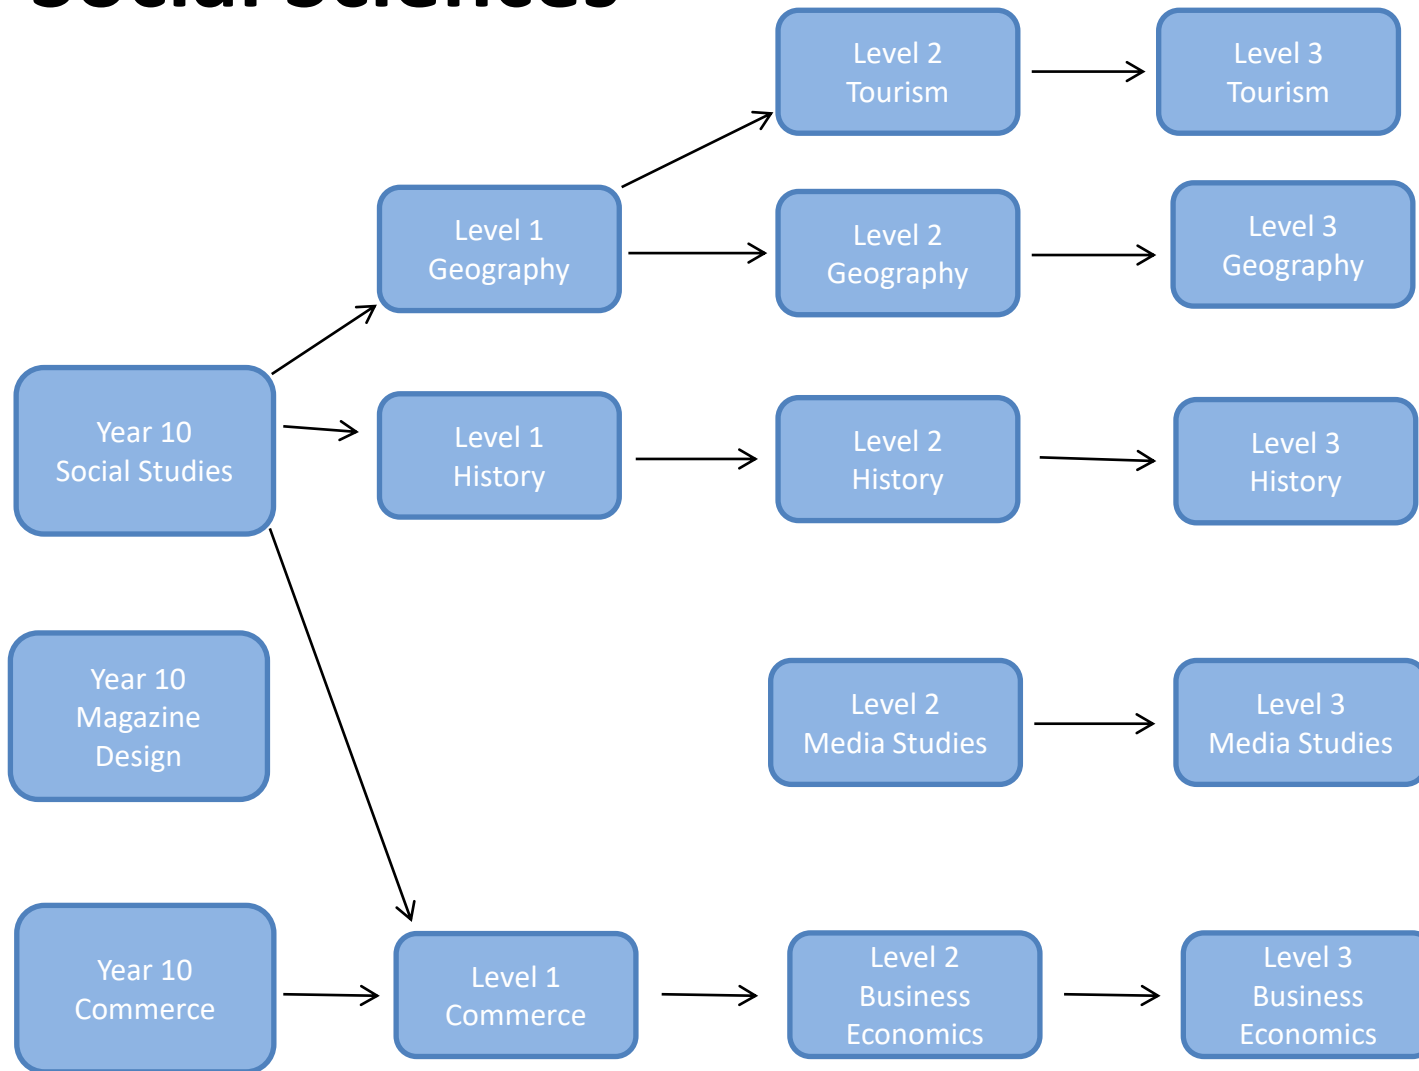 Social Sciences
Level 2
Tourism
Level 3
Tourism
Level 1
Geography
Level 2
Geography
Level 3
Geography
Year 10
Social Studies
Level 1
History
Level 2
History
Level 3
History
Year 10
Magazine
Design
Level 2
Media Studies
Level 3
Media Studies
Year 10
Commerce
Level 1
Commerce
Level 2
Business
Economics
Level 3
Business
Economics